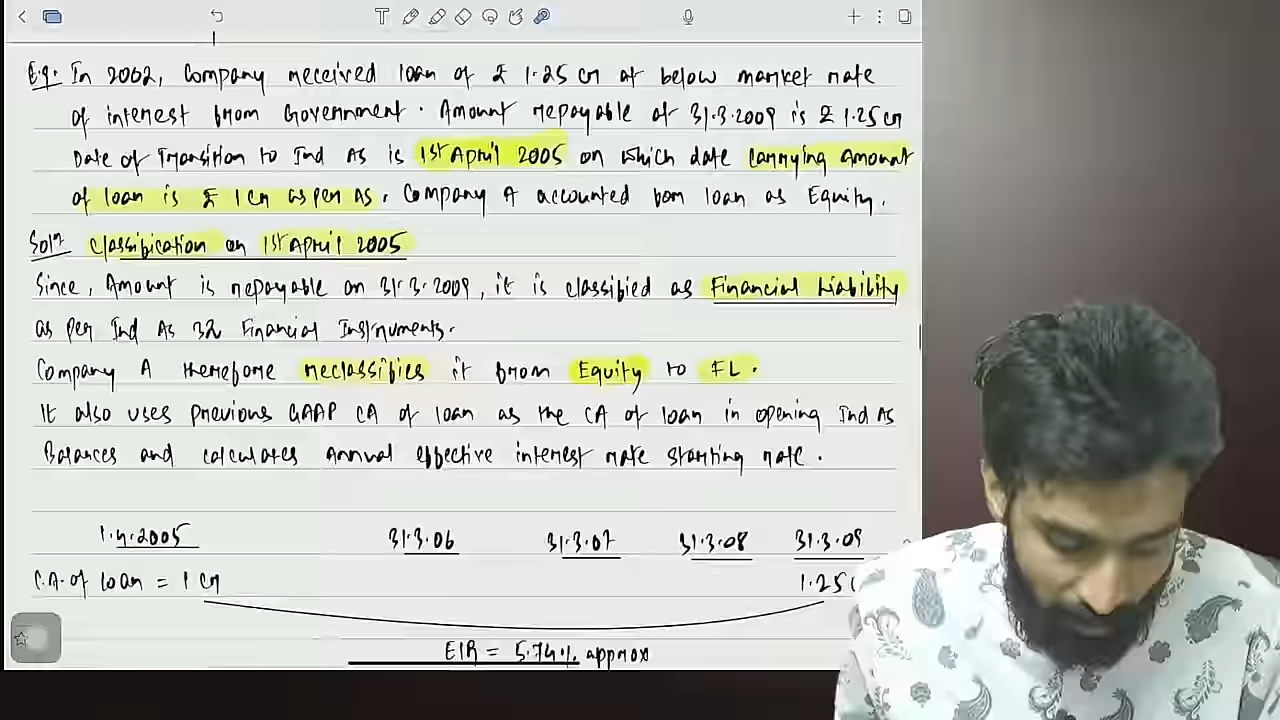 E.g. In 2002, Company received loan of ₹ 1.25 cr at below market rate
of interest from Government. Amount repayable at 31.3.2009 is ₹ 1.25 cr
Date of Transition to Ind As is 1st April 2005 on which date carrying Amount
of loan is ₹ 1 cr as per AS. Company A accounted for loan as Equity.
Solⁿ Classification on 1st April 2005
Since, Amount is repayable on 31.3.2009, it is classified as Financial Liability
as per Ind As 32 Financial Instruments.
Company A therefore reclassifies it from Equity to FL.
It also uses previous GAAP CA of loan as the CA of loan in opening Ind AS
Balances and calculates Annual effective interest rate starting rate.
1.4.2005 31.3.06 31.3.07 31.3.08 31.3.09
C.A. of loan = 1 cr 1.25
EIR = 5.74% approx